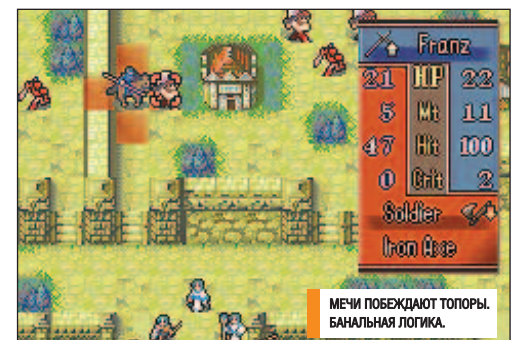 Franz
21 HP 22
5 Mt 11
47 Hit 100
0 Crit 2
Soldier
Iron Axe
МЕЧИ ПОБЕЖДАЮТ ТОПОРЫ.
БАНАЛЬНАЯ ЛОГИКА.